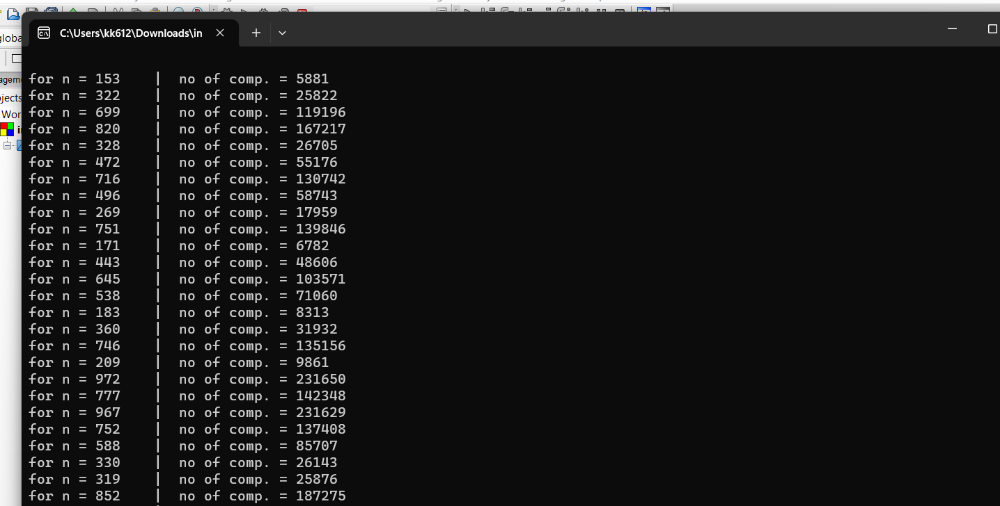 C:\Users\kk612\Downloads\in
for n = 153 | no of comp. = 5881
for n = 322 | no of comp. = 25822
for n = 699 | no of comp. = 119196
for n = 820 | no of comp. = 167217
for n = 328 | no of comp. = 26705
for n = 472 | no of comp. = 55176
for n = 716 | no of comp. = 130742
for n = 496 | no of comp. = 58743
for n = 269 | no of comp. = 17959
for n = 751 | no of comp. = 139846
for n = 171 | no of comp. = 6782
for n = 443 | no of comp. = 48606
for n = 645 | no of comp. = 103571
for n = 538 | no of comp. = 71060
for n = 183 | no of comp. = 8313
for n = 360 | no of comp. = 31932
for n = 746 | no of comp. = 135156
for n = 209 | no of comp. = 9861
for n = 972 | no of comp. = 231650
for n = 777 | no of comp. = 142348
for n = 967 | no of comp. = 231629
for n = 752 | no of comp. = 137408
for n = 588 | no of comp. = 85707
for n = 330 | no of comp. = 26143
for n = 319 | no of comp. = 25876
for n = 852 | no of comp. = 187275